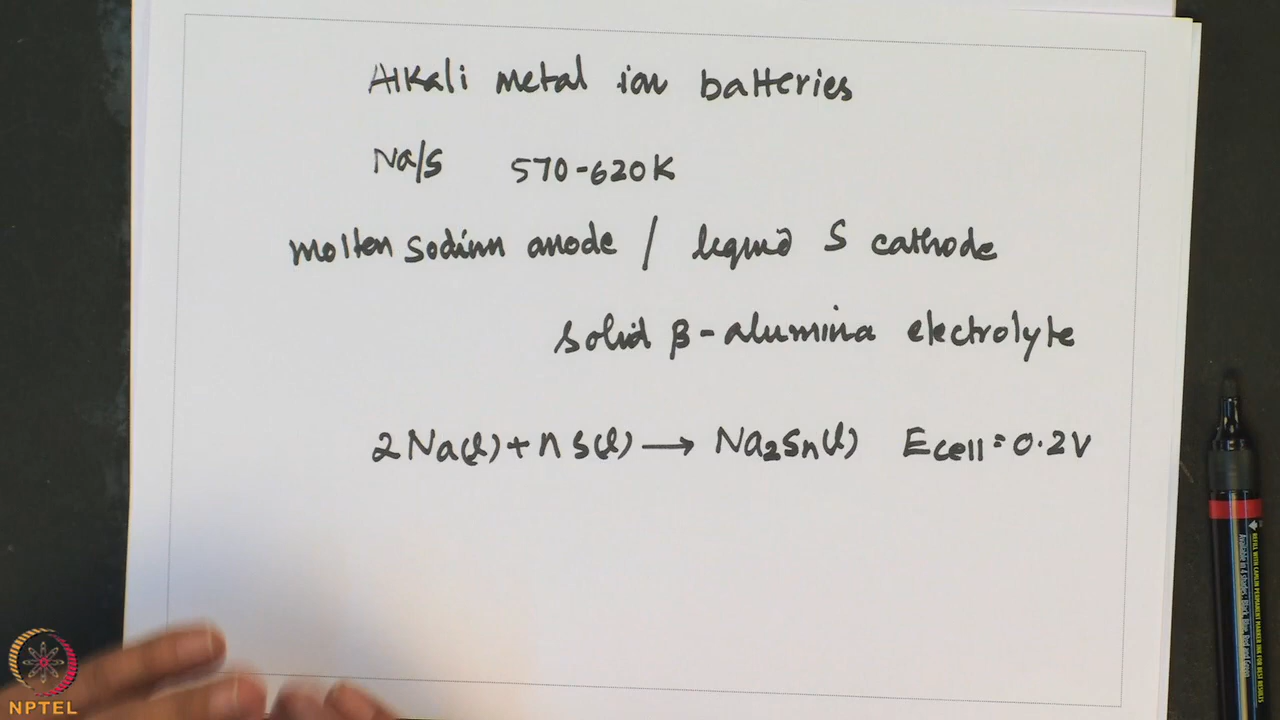 Alkali metal ion batteries
Na/S 570-620K
molten sodium anode / liquid S cathode
solid β-alumina electrolyte
2Na(l)+nS(l)→Na₂Sn(l) Ecell=0.2V
NPTEL